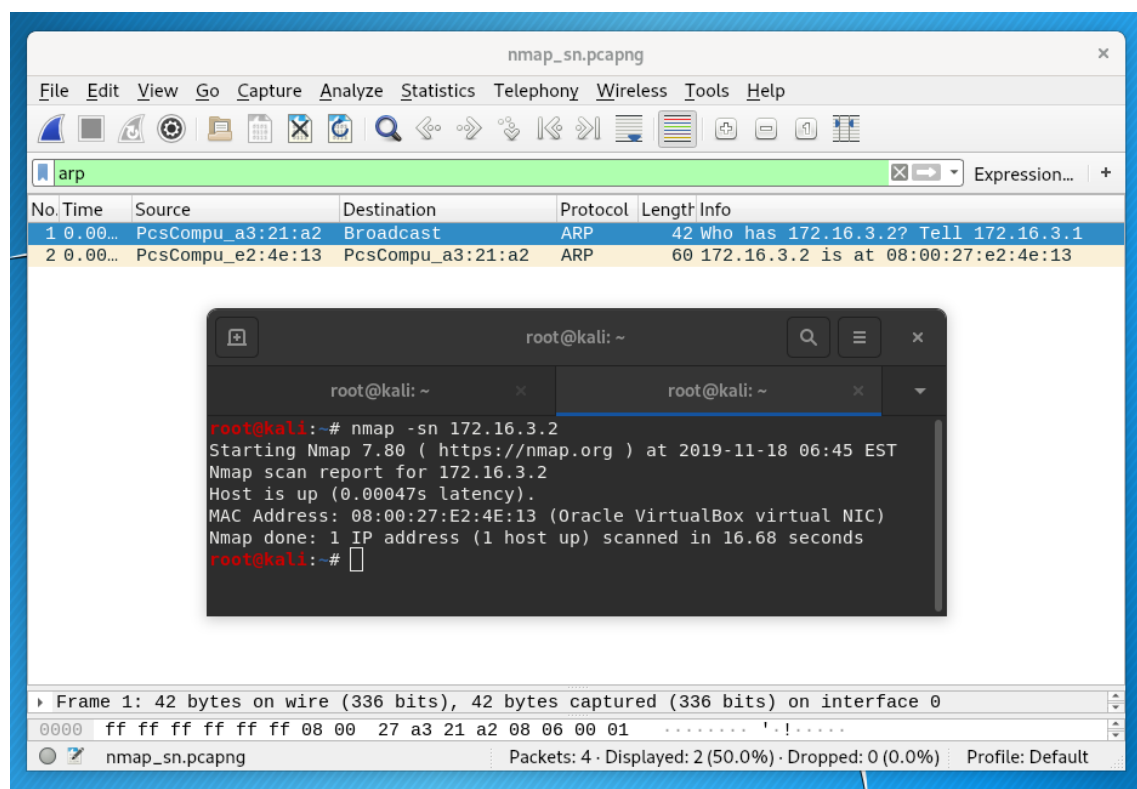 nmap_sn.pcapng
File Edit View Go Capture Analyze Statistics Telephony Wireless Tools Help
arp Expression... +
No. Time Source Destination Protocol Length Info
1 0.00… PcsCompu_a3:21:a2 Broadcast ARP 42 Who has 172.16.3.2? Tell 172.16.3.1
2 0.00… PcsCompu_e2:4e:13 PcsCompu_a3:21:a2 ARP 60 172.16.3.2 is at 08:00:27:e2:4e:13
root@kali: ~
root@kali: ~ root@kali: ~
root@kali:~# nmap -sn 172.16.3.2
Starting Nmap 7.80 ( https://nmap.org ) at 2019-11-18 06:45 EST
Nmap scan report for 172.16.3.2
Host is up (0.00047s latency).
MAC Address: 08:00:27:E2:4E:13 (Oracle VirtualBox virtual NIC)
Nmap done: 1 IP address (1 host up) scanned in 16.68 seconds
root@kali:~#
Frame 1: 42 bytes on wire (336 bits), 42 bytes captured (336 bits) on interface 0
0000 ff ff ff ff ff ff 08 00 27 a3 21 a2 08 06 00 01 ········ '·!·····
nmap_sn.pcapng Packets: 4 · Displayed: 2 (50.0%) · Dropped: 0 (0.0%) Profile: Default